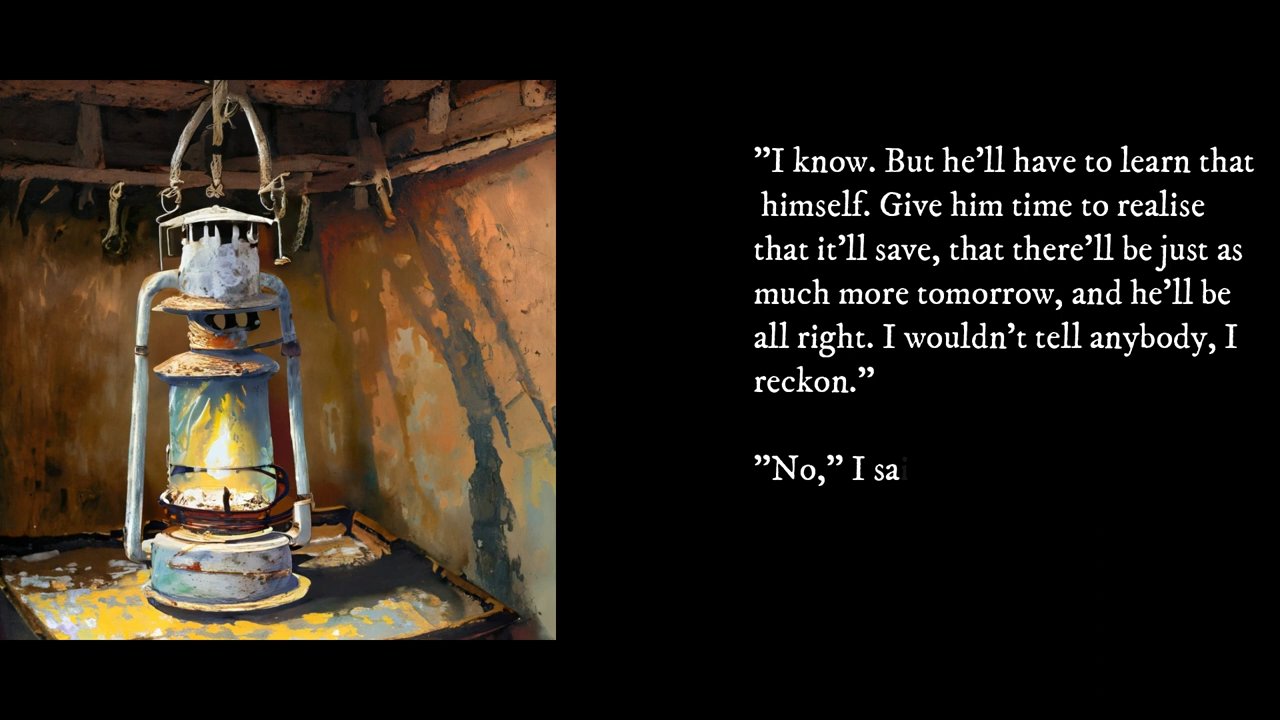 ”I know. But he’ll have to learn that
himself. Give him time to realise
that it’ll save, that there’ll be just as
much more tomorrow, and he’ll be
all right. I wouldn’t tell anybody, I
reckon.”
”No,” I sai